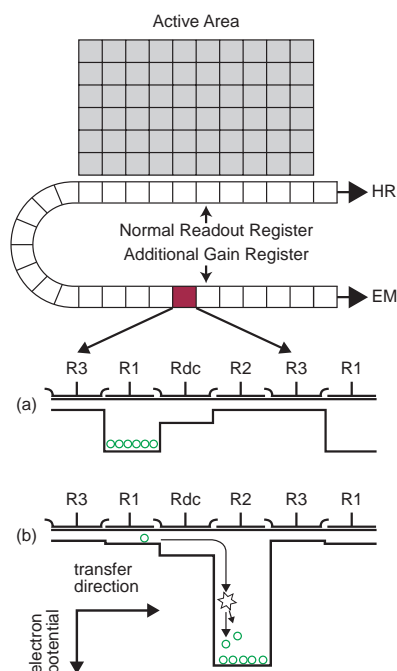 Active Area
HR
Normal Readout Register
Additional Gain Register
EM
R3 R1 Rdc R2 R3 R1
(a)
R3 R1 Rdc R2 R3 R1
(b)
transfer
direction
electron
potential